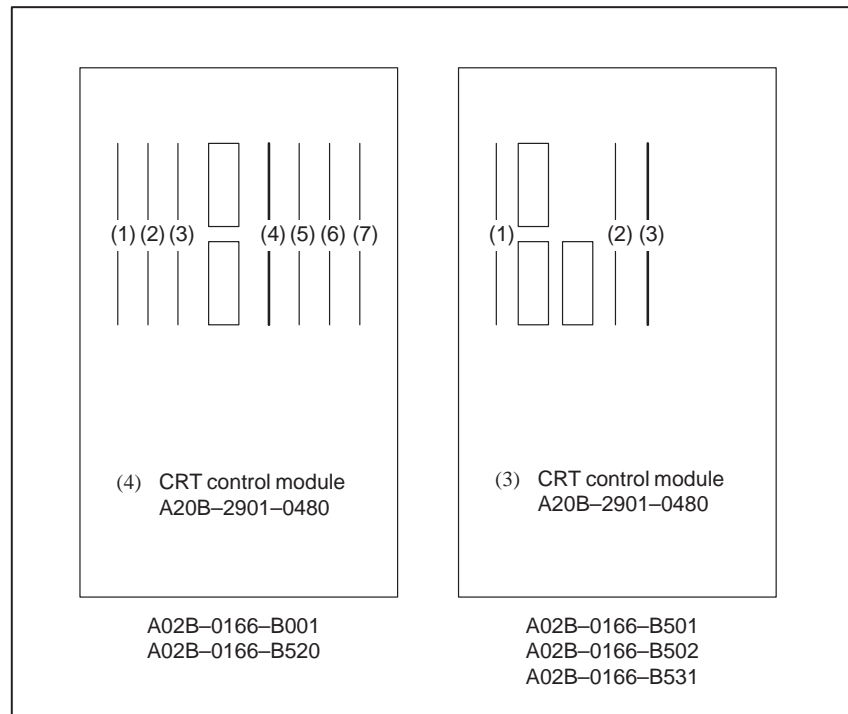 (1) (2) (3) (4) (5) (6) (7)
(4) CRT control module
A20B–2901–0480
A02B–0166–B001
A02B–0166–B520
(1) (2) (3)
(3) CRT control module
A20B–2901–0480
A02B–0166–B501
A02B–0166–B502
A02B–0166–B531